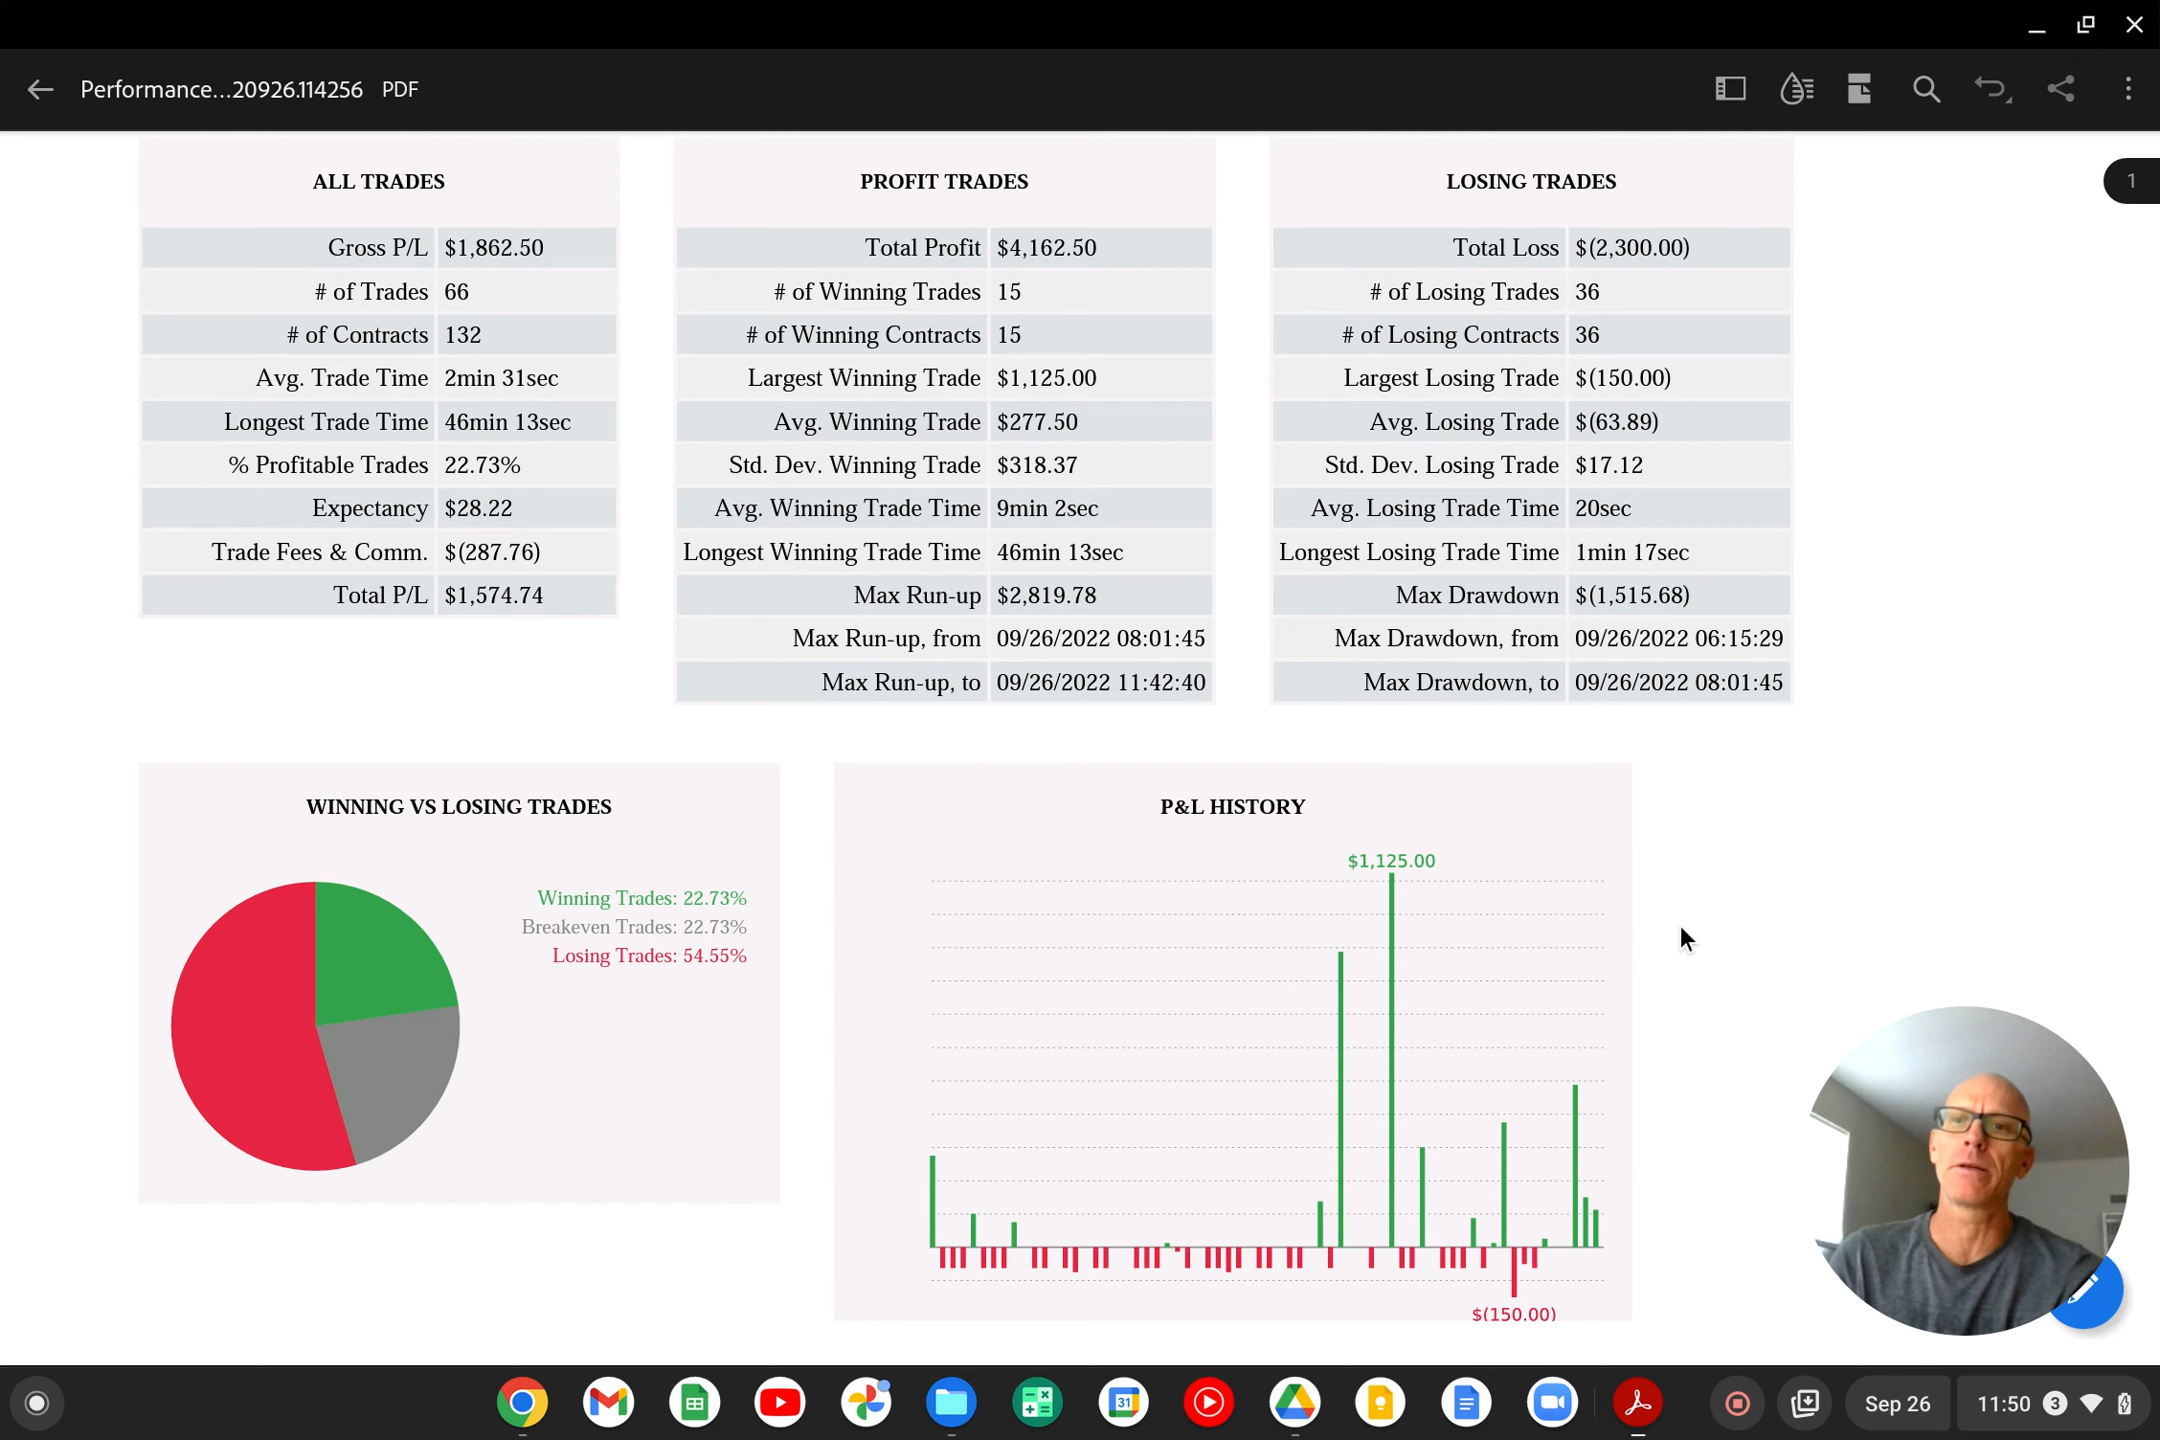 Performance...20926.114256 PDF
1
ALL TRADES
Gross P/L $1,862.50
# of Trades 66
# of Contracts 132
Avg. Trade Time 2min 31sec
Longest Trade Time 46min 13sec
% Profitable Trades 22.73%
Expectancy $28.22
Trade Fees & Comm. $(287.76)
Total P/L $1,574.74
PROFIT TRADES
Total Profit $4,162.50
# of Winning Trades 15
# of Winning Contracts 15
Largest Winning Trade $1,125.00
Avg. Winning Trade $277.50
Std. Dev. Winning Trade $318.37
Avg. Winning Trade Time 9min 2sec
Longest Winning Trade Time 46min 13sec
Max Run-up $2,819.78
Max Run-up, from 09/26/2022 08:01:45
Max Run-up, to 09/26/2022 11:42:40
LOSING TRADES
Total Loss $(2,300.00)
# of Losing Trades 36
# of Losing Contracts 36
Largest Losing Trade $(150.00)
Avg. Losing Trade $(63.89)
Std. Dev. Losing Trade $17.12
Avg. Losing Trade Time 20sec
Longest Losing Trade Time 1min 17sec
Max Drawdown $(1,515.68)
Max Drawdown, from 09/26/2022 06:15:29
Max Drawdown, to 09/26/2022 08:01:45
WINNING VS LOSING TRADES
Winning Trades: 22.73%
Breakeven Trades: 22.73%
Losing Trades: 54.55%
P&L HISTORY
$1,125.00
$(150.00)
31
Sep 26
11:50 3